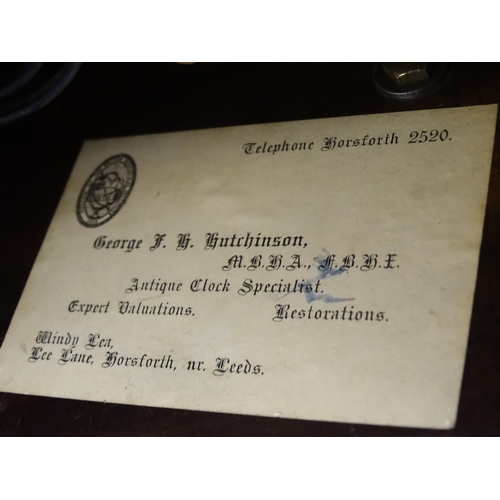 Telephone Horsforth 2520.
George F. H. Hutchinson,
M.B.H.A., F.B.H.I.
Antique Clock Specialist.
Expert Valuations. Restorations.
Windy Lea,
Lee Lane, Horsforth, nr. Leeds.